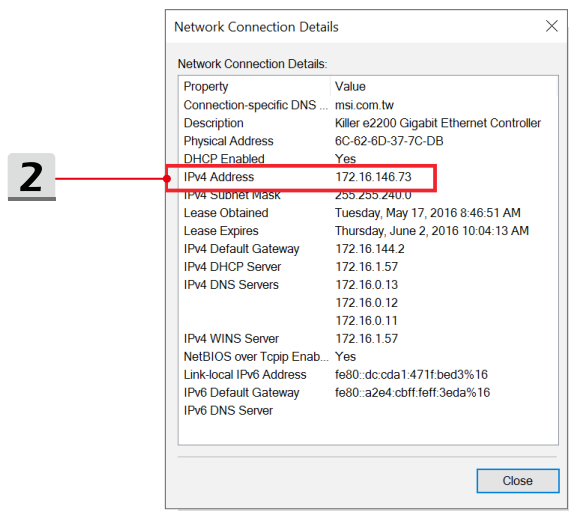 Network Connection Details
Network Connection Details:
Property Value
Connection-specific DNS ... msi.com.tw
Description Killer e2200 Gigabit Ethernet Controller
Physical Address 6C-62-6D-37-7C-DB
DHCP Enabled Yes
2
IPv4 Address 172.16.146.73
IPv4 Subnet Mask 255.255.240.0
Lease Obtained Tuesday, May 17, 2016 8:46:51 AM
Lease Expires Thursday, June 2, 2016 10:04:13 AM
IPv4 Default Gateway 172.16.144.2
IPv4 DHCP Server 172.16.1.57
IPv4 DNS Servers 172.16.0.13
172.16.0.12
172.16.0.11
IPv4 WINS Server 172.16.1.57
NetBIOS over Tcpip Enab... Yes
Link-local IPv6 Address fe80::dc:cda1:471f:bed3%16
IPv6 Default Gateway fe80::a2e4:cbff:feff:3eda%16
IPv6 DNS Server
Close